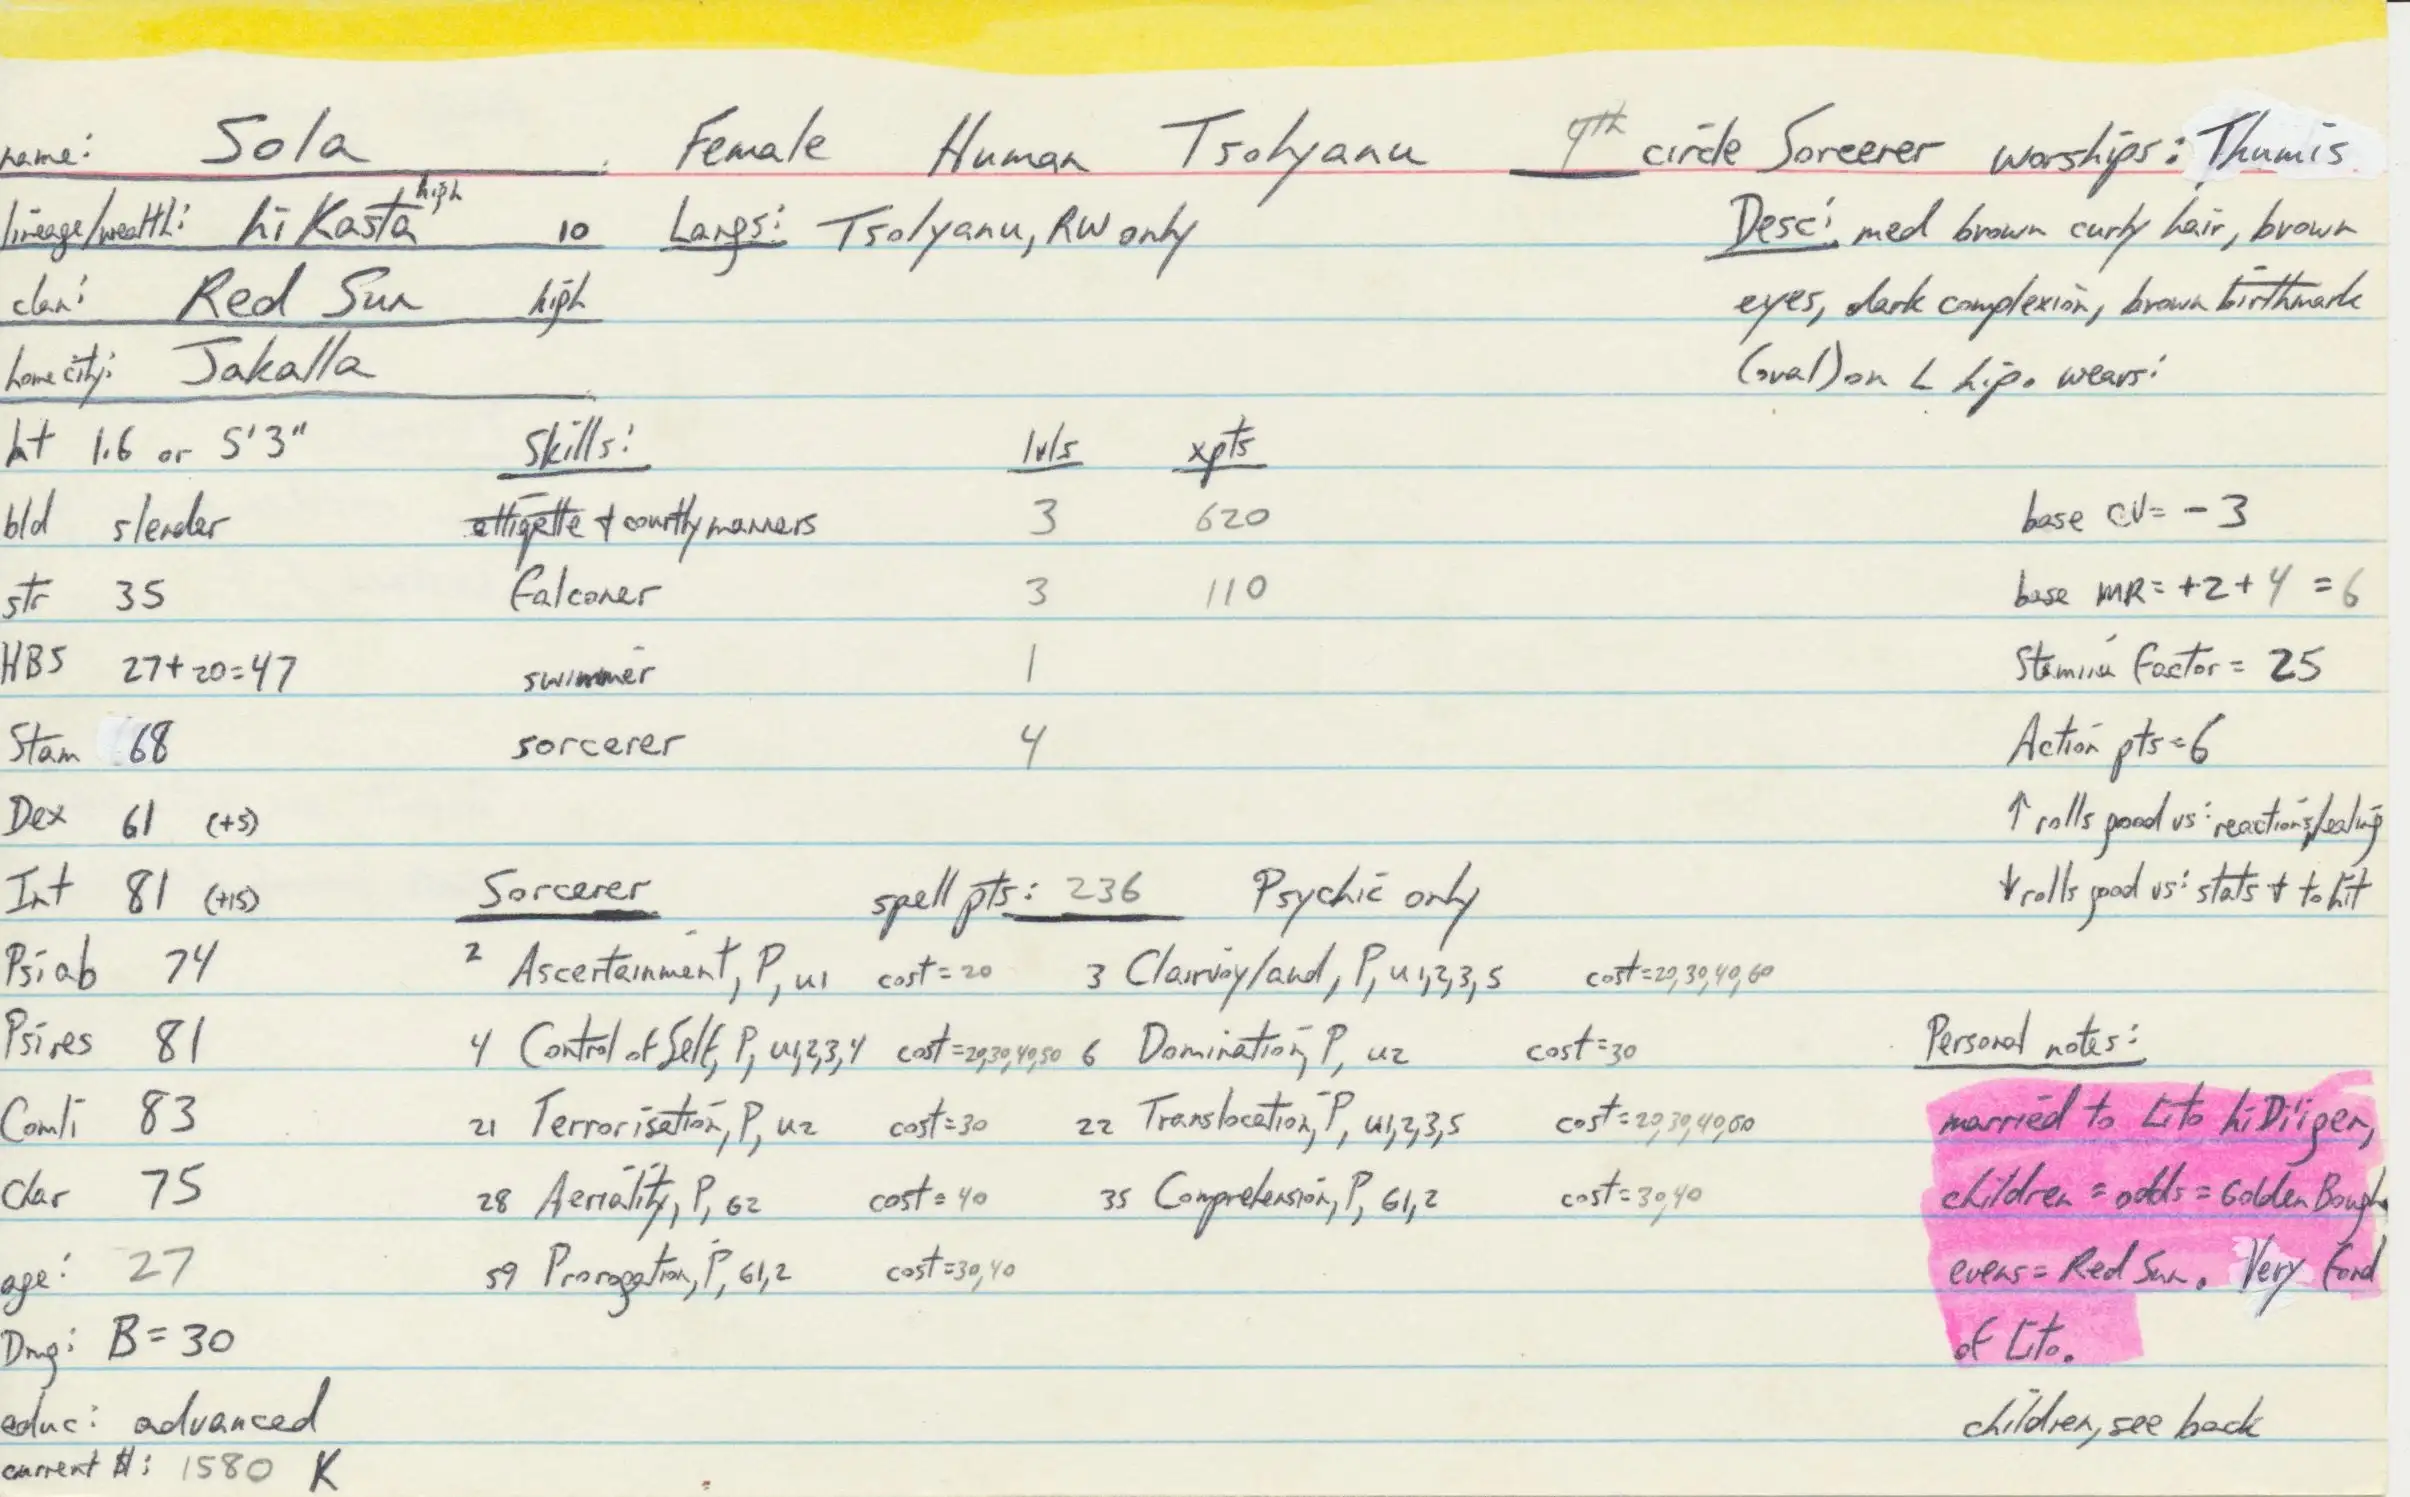 name: Sola Female Human Tsolyanu 4th circle Sorcerer worships: Thumis
lineage/wealth: hiKasta high 10 Langs: Tsolyanu, RW only Desc: med brown curly hair, brown
clan: Red Sun high eyes, dark complexion, brown birthmark
home city: Jakalla (oval) on L hip. wears:
ht 1.6 or 5'3" Skills: lvls xpts
bld slender ettiqette & courtly manners 3 620 base CV= -3
str 35 falconer 3 110 base MR= +2+4 =6
HBS 27+20=47 swimmer 1 Stamina factor= 25
Stam 68 sorcerer 4 Action pts=6
Dex 61 (+5) ↑ rolls good vs: reactions/healing
Int 81 (+15) Sorcerer spell pts: 236 Psychic only ↓ rolls good vs: stats & to hit
Psi ab 74 2 Ascertainment, P, u1 cost=20 3 Clairvoy/aud, P, u1,2,3,5 cost=20,30,40,60
Psi res 81 4 Control of Self, P, u1,2,3,4 cost=20,30,40,50 6 Domination, P, u2 cost=30 Personal notes:
Comli 83 21 Terrorisation, P, u2 cost=30 22 Translocation, P, u1,2,3,5 cost=20,30,40,60 married to Lito hiDiiger,
Char 75 28 Aeriality, P, G2 cost=40 35 Comprehension, P, G1,2 cost=30,40 children = odds = Golden Bough
age: 27 59 Prorogation, P, G1,2 cost=30,40 evens= Red Sun. Very fond
Dmg: B=30 of Lito.
educ: advanced children, see back
current $: 1580 K